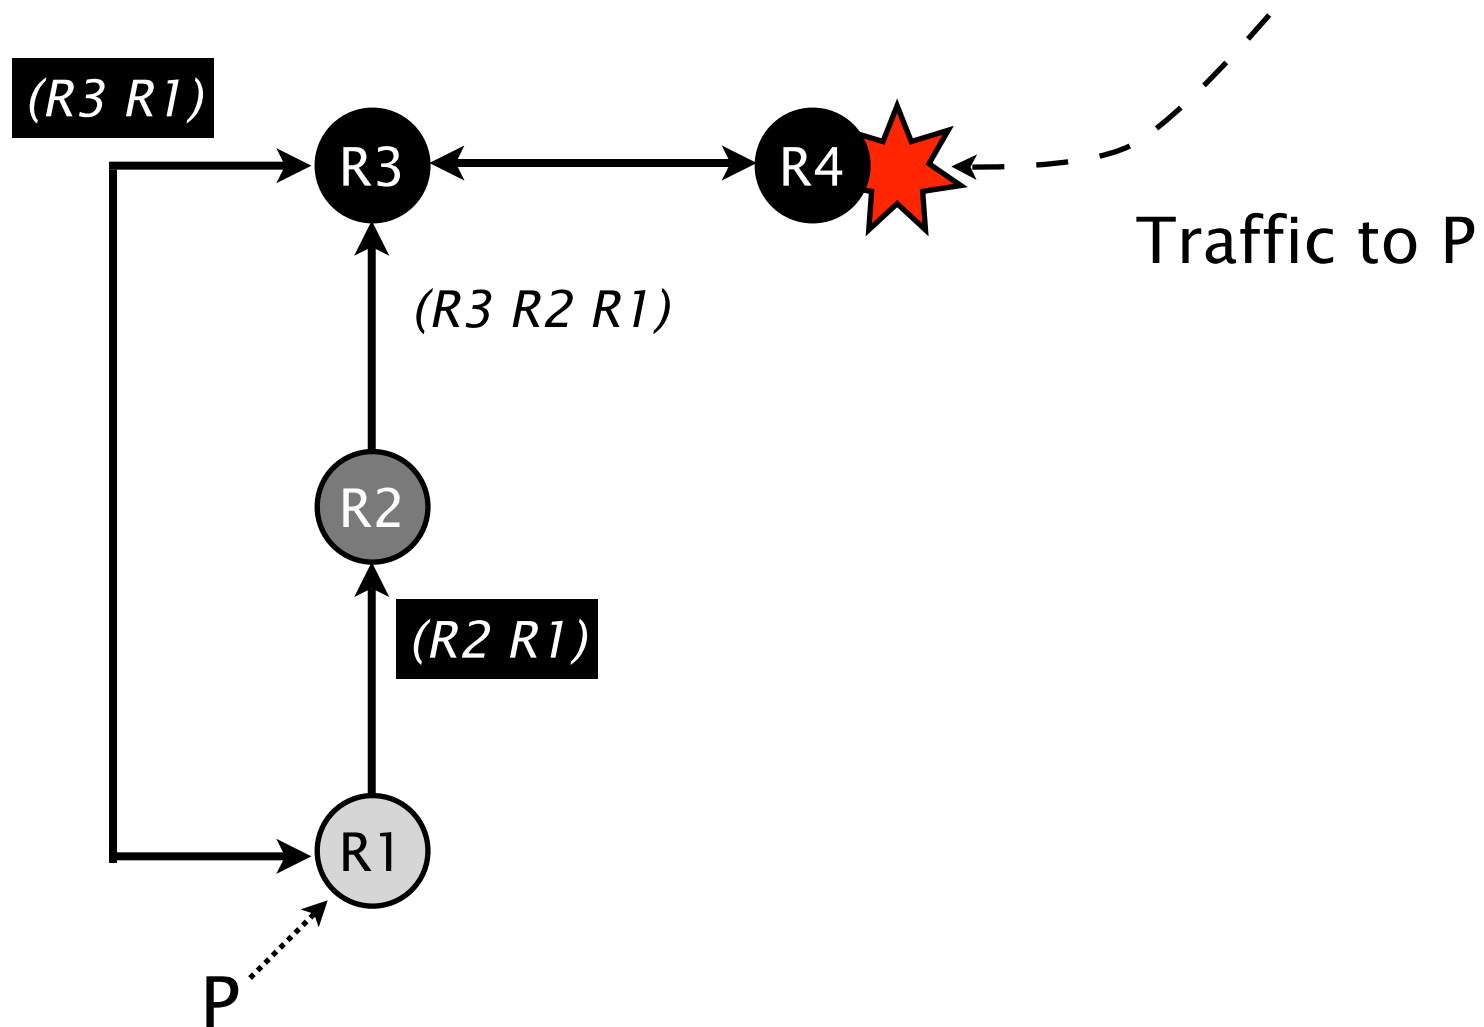 (R3 R1)
R3
R4
Traffic to P
(R3 R2 R1)
R2
(R2 R1)
R1
P